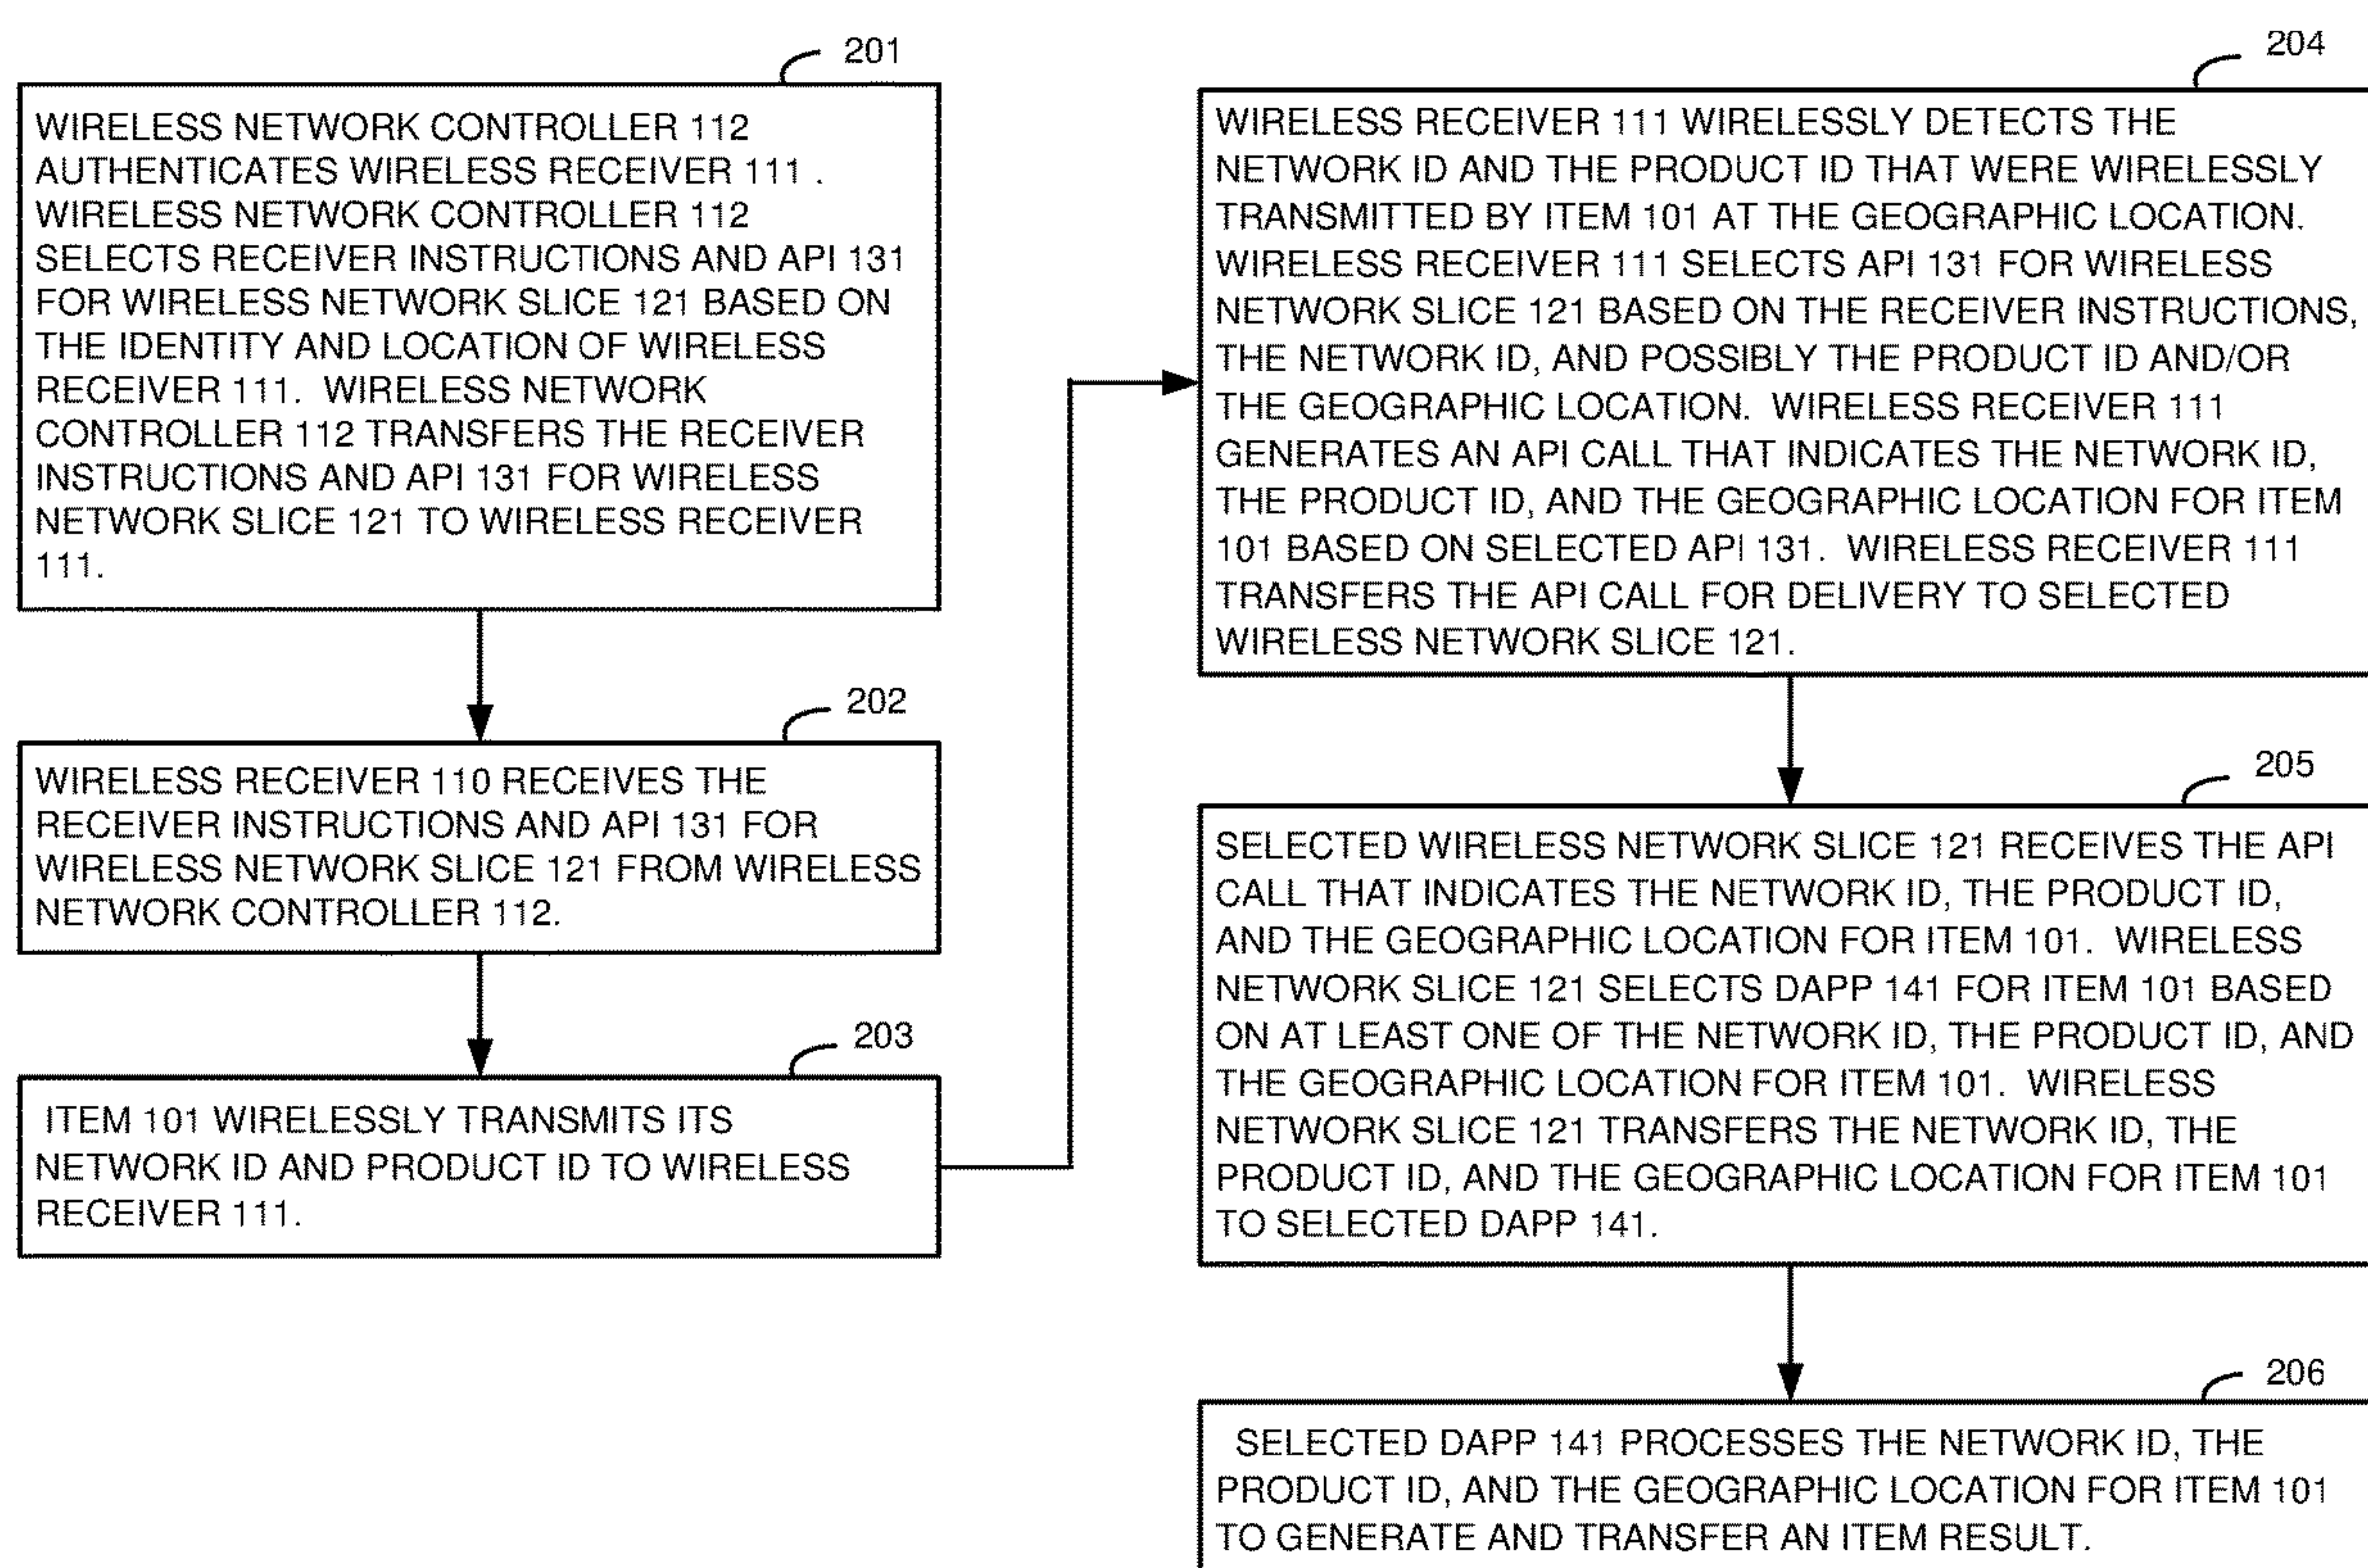 201
WIRELESS NETWORK CONTROLLER 112
AUTHENTICATES WIRELESS RECEIVER 111 .
WIRELESS NETWORK CONTROLLER 112
SELECTS RECEIVER INSTRUCTIONS AND API 131
FOR WIRELESS NETWORK SLICE 121 BASED ON
THE IDENTITY AND LOCATION OF WIRELESS
RECEIVER 111. WIRELESS NETWORK
CONTROLLER 112 TRANSFERS THE RECEIVER
INSTRUCTIONS AND API 131 FOR WIRELESS
NETWORK SLICE 121 TO WIRELESS RECEIVER
111.
202
WIRELESS RECEIVER 110 RECEIVES THE
RECEIVER INSTRUCTIONS AND API 131 FOR
WIRELESS NETWORK SLICE 121 FROM WIRELESS
NETWORK CONTROLLER 112.
203
ITEM 101 WIRELESSLY TRANSMITS ITS
NETWORK ID AND PRODUCT ID TO WIRELESS
RECEIVER 111.
204
WIRELESS RECEIVER 111 WIRELESSLY DETECTS THE
NETWORK ID AND THE PRODUCT ID THAT WERE WIRELESSLY
TRANSMITTED BY ITEM 101 AT THE GEOGRAPHIC LOCATION.
WIRELESS RECEIVER 111 SELECTS API 131 FOR WIRELESS
NETWORK SLICE 121 BASED ON THE RECEIVER INSTRUCTIONS,
THE NETWORK ID, AND POSSIBLY THE PRODUCT ID AND/OR
THE GEOGRAPHIC LOCATION. WIRELESS RECEIVER 111
GENERATES AN API CALL THAT INDICATES THE NETWORK ID,
THE PRODUCT ID, AND THE GEOGRAPHIC LOCATION FOR ITEM
101 BASED ON SELECTED API 131. WIRELESS RECEIVER 111
TRANSFERS THE API CALL FOR DELIVERY TO SELECTED
WIRELESS NETWORK SLICE 121.
205
SELECTED WIRELESS NETWORK SLICE 121 RECEIVES THE API
CALL THAT INDICATES THE NETWORK ID, THE PRODUCT ID,
AND THE GEOGRAPHIC LOCATION FOR ITEM 101. WIRELESS
NETWORK SLICE 121 SELECTS DAPP 141 FOR ITEM 101 BASED
ON AT LEAST ONE OF THE NETWORK ID, THE PRODUCT ID, AND
THE GEOGRAPHIC LOCATION FOR ITEM 101. WIRELESS
NETWORK SLICE 121 TRANSFERS THE NETWORK ID, THE
PRODUCT ID, AND THE GEOGRAPHIC LOCATION FOR ITEM 101
TO SELECTED DAPP 141.
206
SELECTED DAPP 141 PROCESSES THE NETWORK ID, THE
PRODUCT ID, AND THE GEOGRAPHIC LOCATION FOR ITEM 101
TO GENERATE AND TRANSFER AN ITEM RESULT.